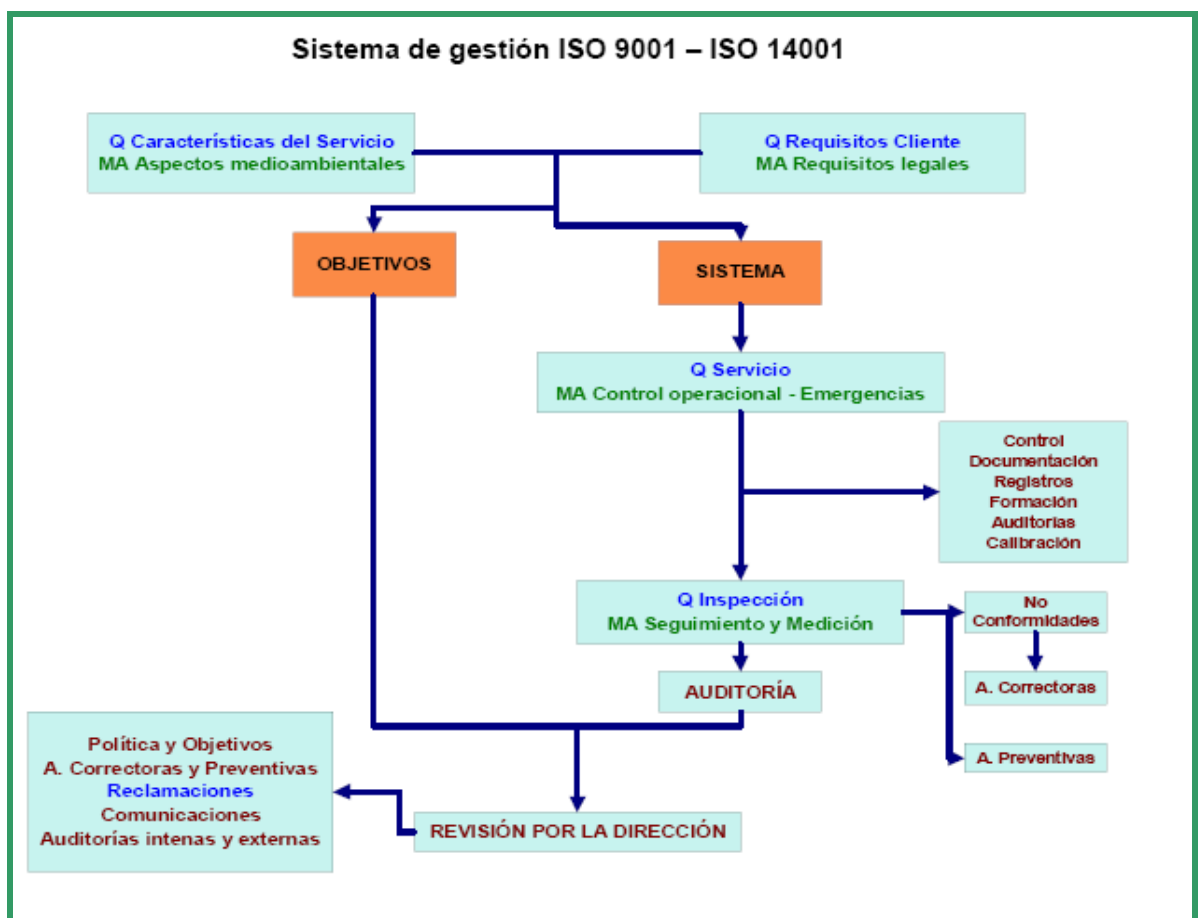 Sistema de gestión ISO 9001 – ISO 14001
Q Características del Servicio
MA Aspectos medioambientales
Q Requisitos Cliente
MA Requisitos legales
OBJETIVOS
SISTEMA
Q Servicio
MA Control operacional - Emergencias
Control
Documentación
Registros
Formación
Auditorías
Calibración
Q Inspección
MA Seguimiento y Medición
No
Conformidades
A. Correctoras
AUDITORÍA
A. Preventivas
Política y Objetivos
A. Correctoras y Preventivas
Reclamaciones
Comunicaciones
Auditorías intenas y externas
REVISIÓN POR LA DIRECCIÓN